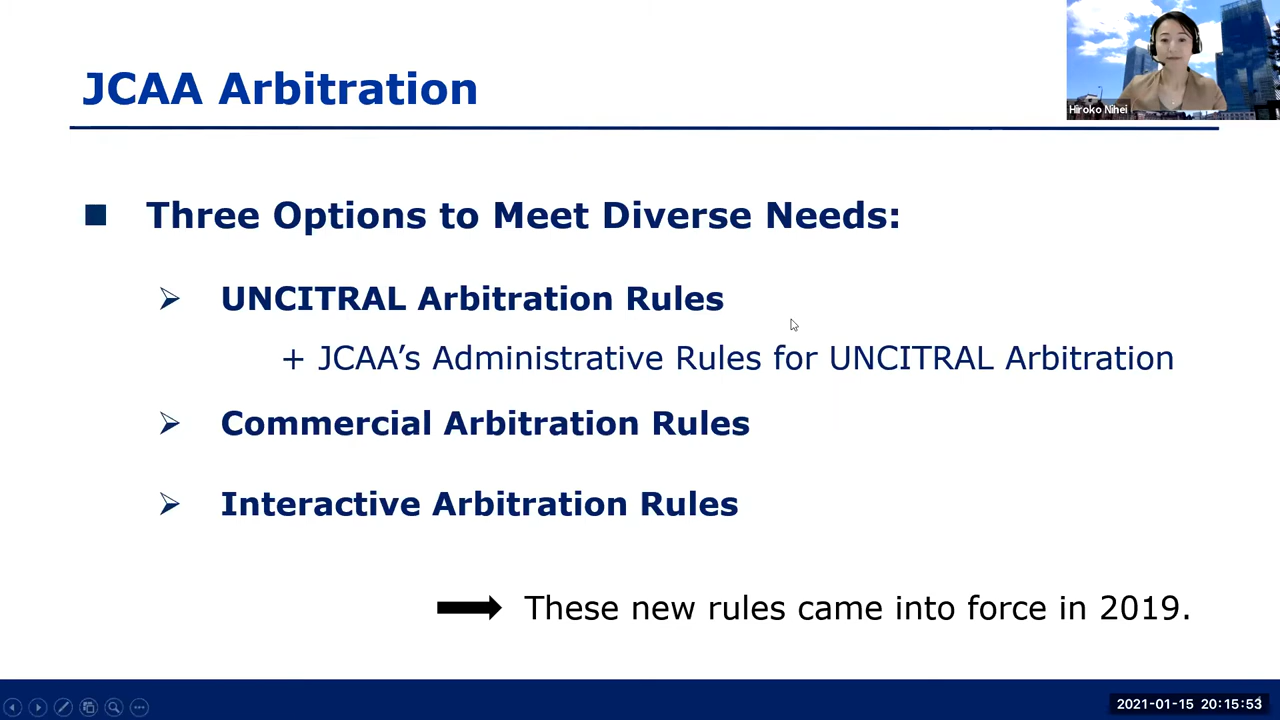 JCAA Arbitration
Hiroko Nihei
Three Options to Meet Diverse Needs:
UNCITRAL Arbitration Rules
+ JCAA's Administrative Rules for UNCITRAL Arbitration
Commercial Arbitration Rules
Interactive Arbitration Rules
These new rules came into force in 2019.
2021-01-15 20:15:53